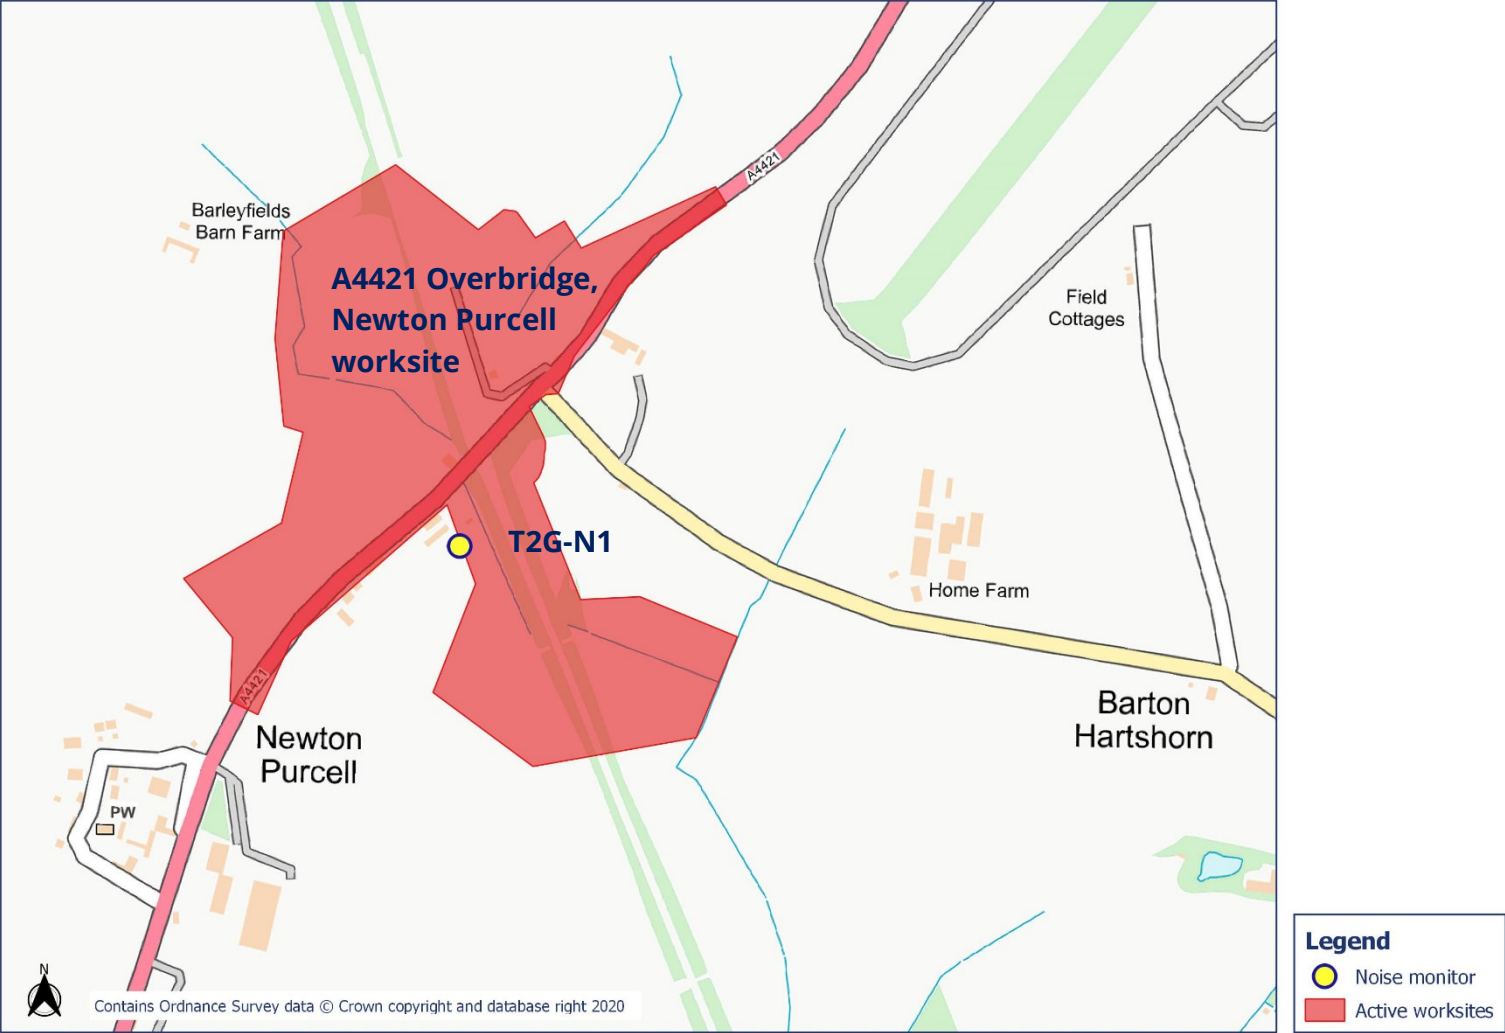 A4421
Barleyfields
Barn Farm
A4421 Overbridge,
Newton Purcell
worksite
Field
Cottages
T2G-N1
Home Farm
A4421
Barton
Hartshorn
Newton
Purcell
PW
N
Contains Ordnance Survey data © Crown copyright and database right 2020
Legend
Noise monitor
Active worksites